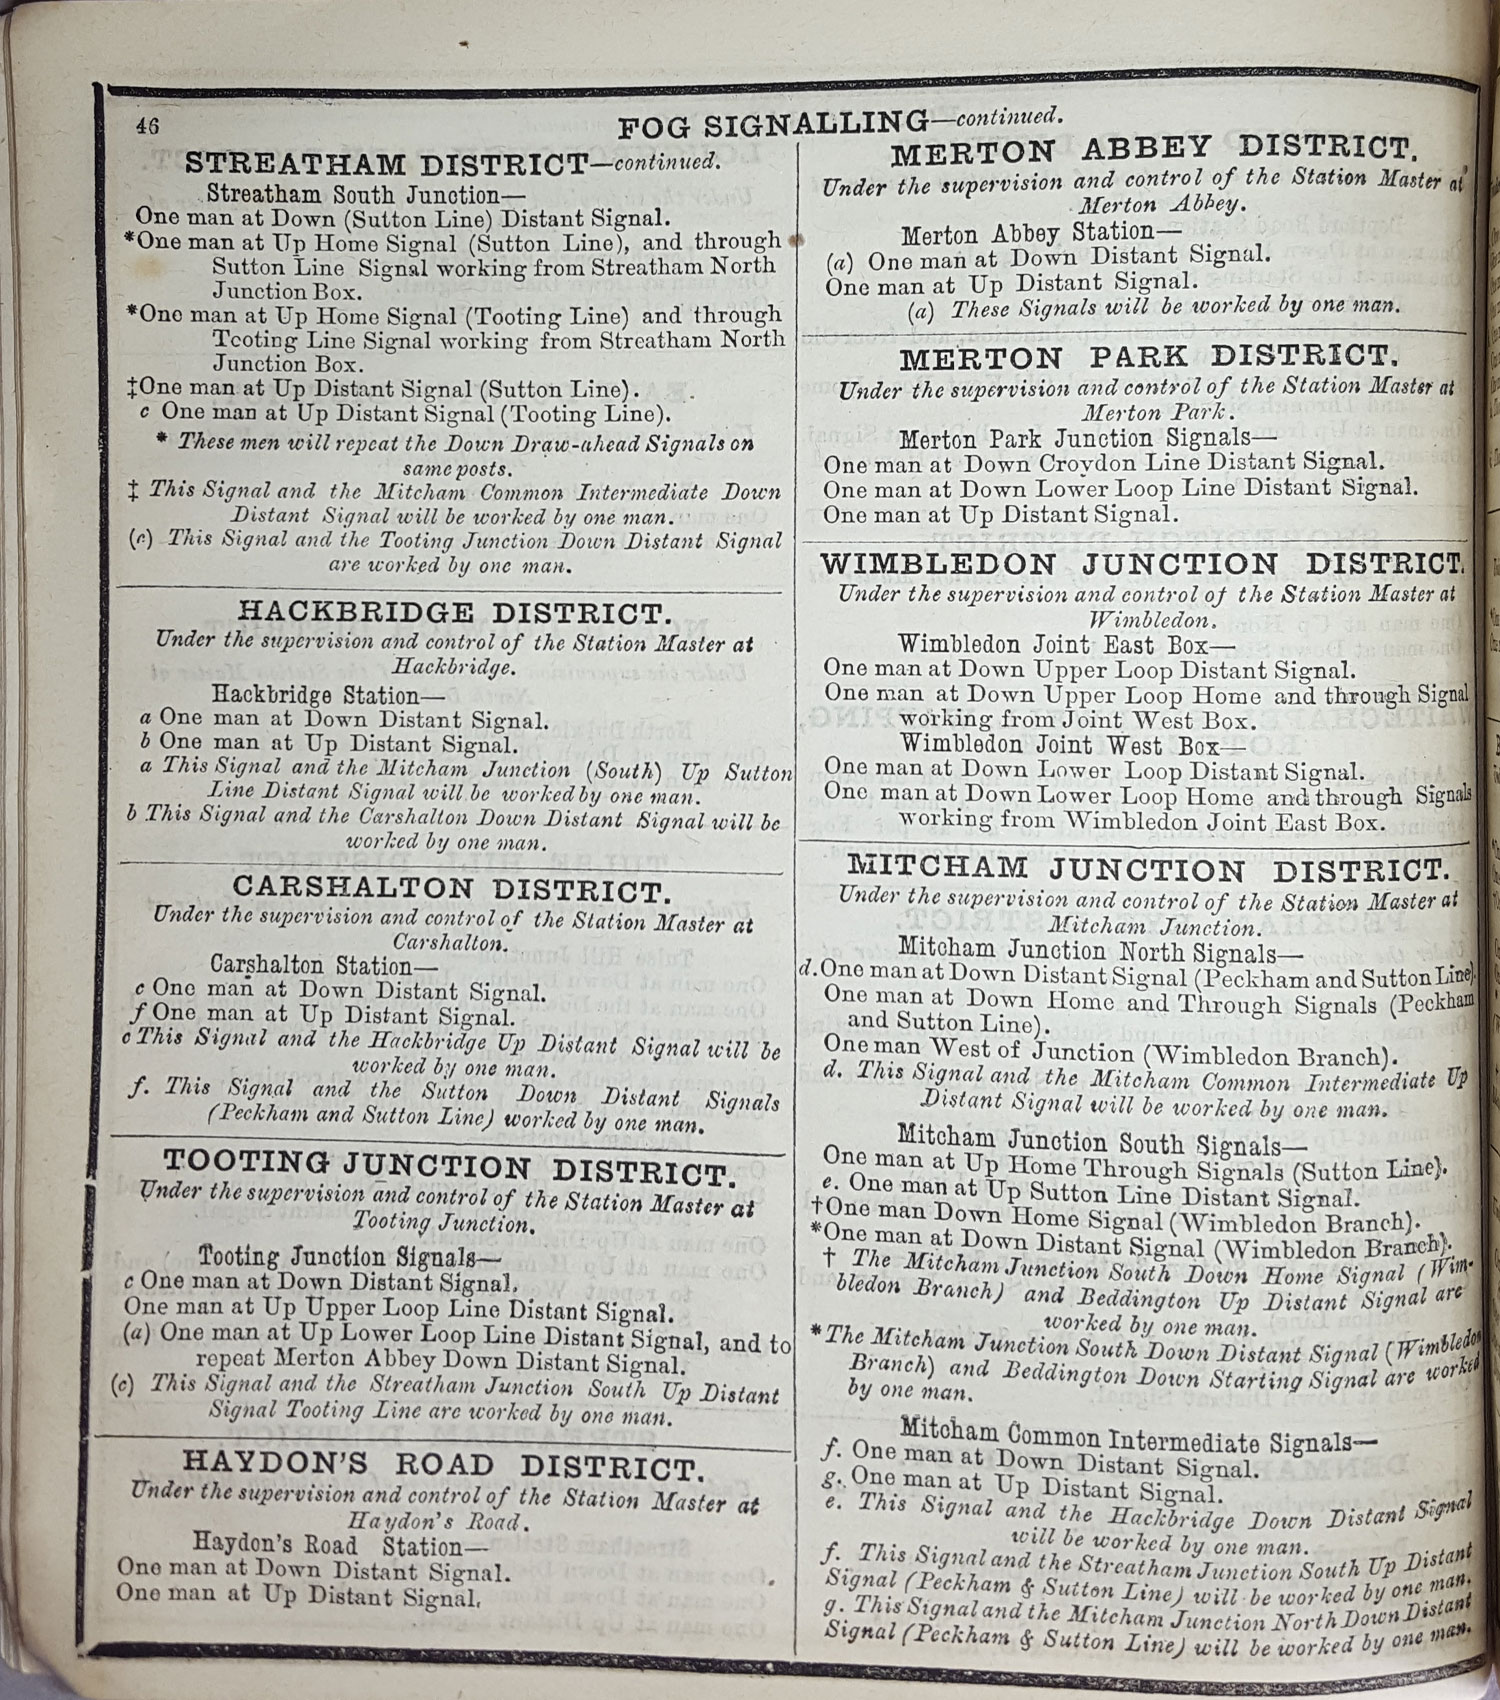 46
FOG SIGNALLING—continued.
STREATHAM DISTRICT—continued.
Streatham South Junction—
One man at Down (Sutton Line) Distant Signal.
*One man at Up Home Signal (Sutton Line), and through
Sutton Line Signal working from Streatham North
Junction Box.
*One man at Up Home Signal (Tooting Line) and through
Tooting Line Signal working from Streatham North
Junction Box.
‡One man at Up Distant Signal (Sutton Line).
c One man at Up Distant Signal (Tooting Line).
* These men will repeat the Down Draw-ahead Signals on
same posts.
‡ This Signal and the Mitcham Common Intermediate Down
Distant Signal will be worked by one man.
(c) This Signal and the Tooting Junction Down Distant Signal
are worked by one man.
HACKBRIDGE DISTRICT.
Under the supervision and control of the Station Master at
Hackbridge.
Hackbridge Station—
a One man at Down Distant Signal.
b One man at Up Distant Signal.
a This Signal and the Mitcham Junction (South) Up Sutton
Line Distant Signal will be worked by one man.
b This Signal and the Carshalton Down Distant Signal will be
worked by one man.
CARSHALTON DISTRICT.
Under the supervision and control of the Station Master at
Carshalton.
Carshalton Station—
e One man at Down Distant Signal.
f One man at Up Distant Signal.
e This Signal and the Hackbridge Up Distant Signal will be
worked by one man.
f. This Signal and the Sutton Down Distant Signals
(Peckham and Sutton Line) worked by one man.
TOOTING JUNCTION DISTRICT.
Under the supervision and control of the Station Master at
Tooting Junction.
Tooting Junction Signals—
c One man at Down Distant Signal.
One man at Up Upper Loop Line Distant Signal.
(a) One man at Up Lower Loop Line Distant Signal, and to
repeat Merton Abbey Down Distant Signal.
(c) This Signal and the Streatham Junction South Up Distant
Signal Tooting Line are worked by one man.
HAYDON'S ROAD DISTRICT.
Under the supervision and control of the Station Master at
Haydon's Road.
Haydon's Road Station—
One man at Down Distant Signal.
One man at Up Distant Signal.
MERTON ABBEY DISTRICT.
Under the supervision and control of the Station Master at
Merton Abbey.
Merton Abbey Station—
(a) One man at Down Distant Signal.
One man at Up Distant Signal.
(a) These Signals will be worked by one man.
MERTON PARK DISTRICT.
Under the supervision and control of the Station Master at
Merton Park.
Merton Park Junction Signals—
One man at Down Croydon Line Distant Signal.
One man at Down Lower Loop Line Distant Signal.
One man at Up Distant Signal.
WIMBLEDON JUNCTION DISTRICT.
Under the supervision and control of the Station Master at
Wimbledon.
Wimbledon Joint East Box—
One man at Down Upper Loop Distant Signal.
One man at Down Upper Loop Home and through Signal
working from Joint West Box.
Wimbledon Joint West Box—
One man at Down Lower Loop Distant Signal.
One man at Down Lower Loop Home and through Signals
working from Wimbledon Joint East Box.
MITCHAM JUNCTION DISTRICT.
Under the supervision and control of the Station Master at
Mitcham Junction.
Mitcham Junction North Signals—
d. One man at Down Distant Signal (Peckham and Sutton Line).
One man at Down Home and Through Signals (Peckham
and Sutton Line).
One man West of Junction (Wimbledon Branch).
d. This Signal and the Mitcham Common Intermediate Up
Distant Signal will be worked by one man.
Mitcham Junction South Signals—
One man at Up Home Through Signals (Sutton Line).
e. One man at Up Sutton Line Distant Signal.
†One man Down Home Signal (Wimbledon Branch).
*One man at Down Distant Signal (Wimbledon Branch).
† The Mitcham Junction South Down Home Signal (Wim-
bledon Branch) and Beddington Up Distant Signal are
worked by one man.
*The Mitcham Junction South Down Distant Signal (Wimbledon
Branch) and Beddington Down Starting Signal are worked
by one man.
Mitcham Common Intermediate Signals—
f. One man at Down Distant Signal.
g. One man at Up Distant Signal.
e. This Signal and the Hackbridge Down Distant Signal
will be worked by one man.
f. This Signal and the Streatham Junction South Up Distant
Signal (Peckham & Sutton Line) will be worked by one man.
g. This Signal and the Mitcham Junction North Down Distant
Signal (Peckham & Sutton Line) will be worked by one man.